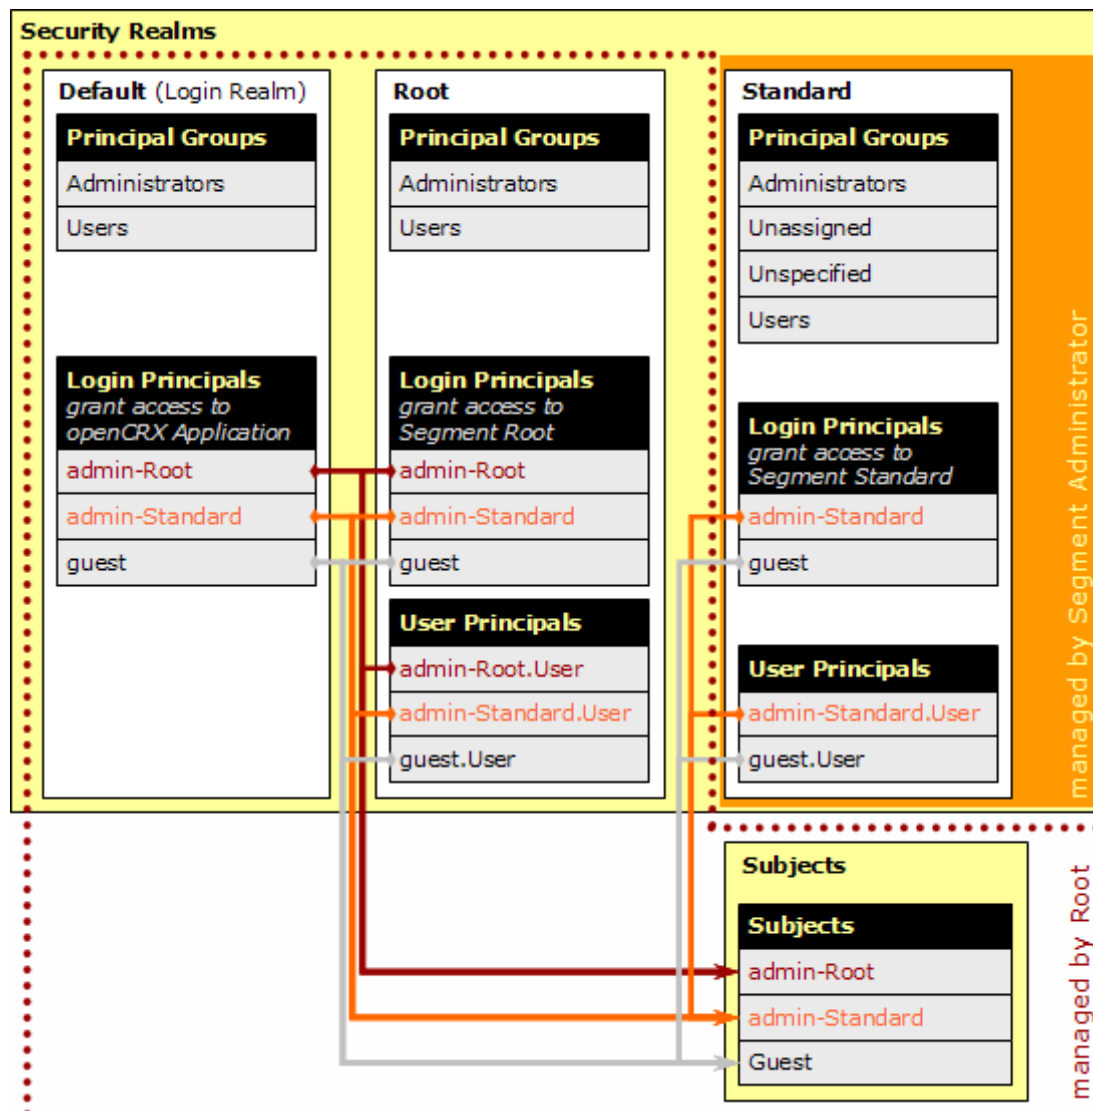 Security Realms
Default (Login Realm)
Principal Groups
Administrators
Users
Login Principals
grant access to
openCRX Application
admin-Root
admin-Standard
guest
Root
Principal Groups
Administrators
Users
Login Principals
grant access to
Segment Root
admin-Root
admin-Standard
guest
User Principals
admin-Root.User
admin-Standard.User
guest.User
Standard
Principal Groups
Administrators
Unassigned
Unspecified
Users
Login Principals
grant access to
Segment Standard
admin-Standard
guest
User Principals
admin-Standard.User
guest.User
managed by Segment Administrator
Subjects
Subjects
admin-Root
admin-Standard
Guest
managed by Root